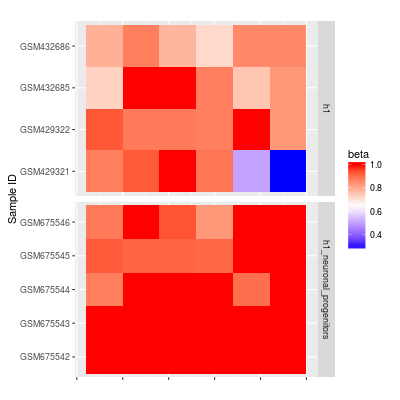 Sample ID
GSM432686
GSM432685
GSM429322
GSM429321
h1
GSM675546
GSM675545
GSM675544
GSM675543
GSM675542
h1_neuronal_progenitors
beta
1.0
0.8
0.6
0.4